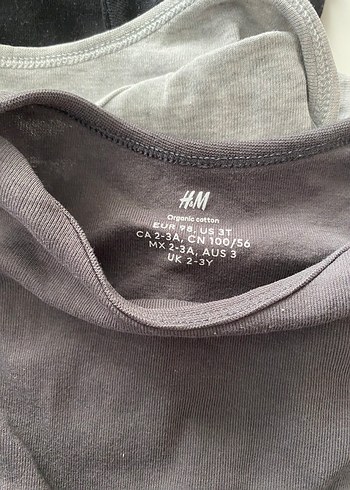 H&M
Organic cotton
EUR 98, US 3T
CA 2-3A, CN 100/56
MX 2-3A, AUS 3
UK 2-3Y